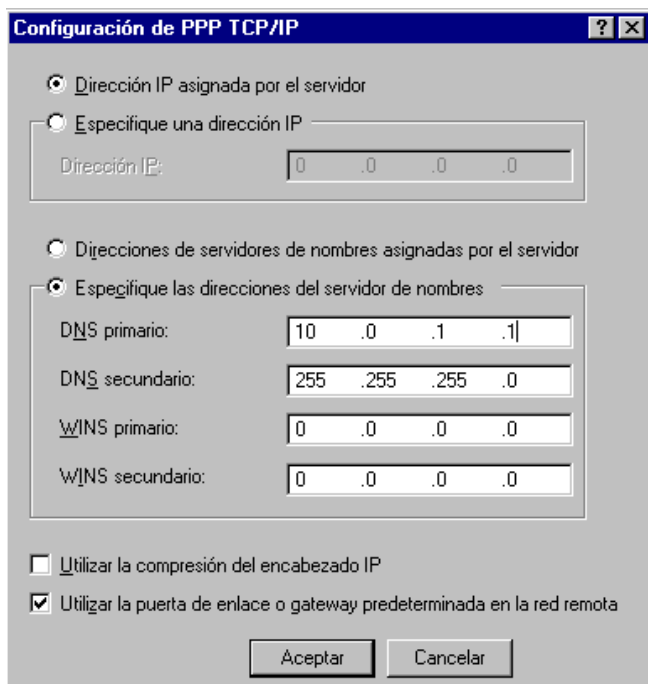 Configuración de PPP TCP/IP
Dirección IP asignada por el servidor
Especifique una dirección IP
Dirección IP: 0 .0 .0 .0
Direcciones de servidores de nombres asignadas por el servidor
Especifique las direcciones del servidor de nombres
DNS primario: 10 .0 .1 .1
DNS secundario: 255 .255 .255 .0
WINS primario: 0 .0 .0 .0
WINS secundario: 0 .0 .0 .0
Utilizar la compresión del encabezado IP
Utilizar la puerta de enlace o gateway predeterminada en la red remota
Aceptar Cancelar